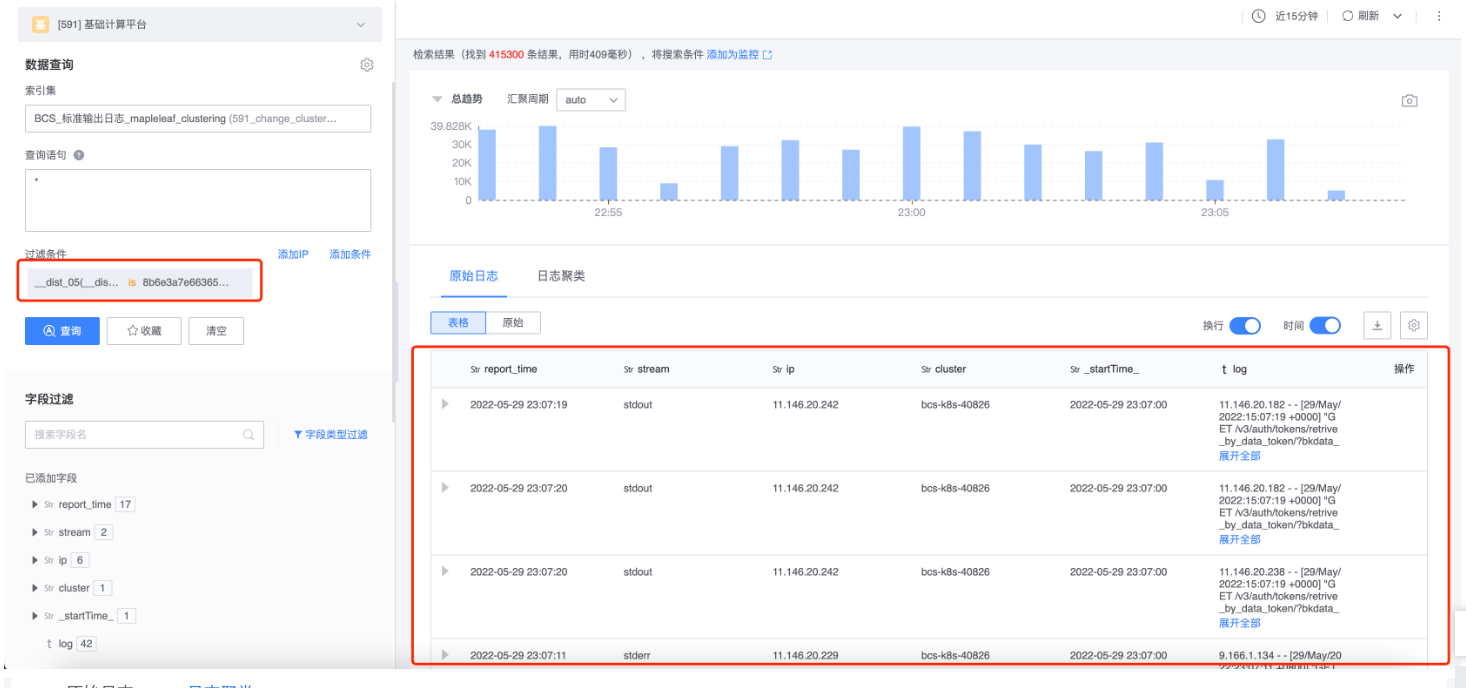 [591] 基础计算平台
近15分钟
刷新
数据查询
检索结果（找到 415300 条结果，用时409毫秒），将搜索条件 添加为监控
索引集
BCS_标准输出日志_mapleleaf_clustering (591_change_cluster...
总趋势 汇聚周期 auto
查询语句
*
39.828K
30K
20K
10K
0
22:55
23:00
23:05
过滤条件 添加IP 添加条件
__dist_05(__dis... is 8b6e3a7e66365...
查询 收藏 清空
原始日志 日志聚类
表格 原始
换行 时间
字段过滤
搜索字段名
字段类型过滤
已添加字段
Str report_time 17
Str stream 2
Str ip 6
Str cluster 1
Str _startTime_ 1
t log 42
Str report_time Str stream Str ip Str cluster Str _startTime_ t log 操作
2022-05-29 23:07:19 stdout 11.146.20.242 bcs-k8s-40826 2022-05-29 23:07:00 11.146.20.182 - - [29/May/
2022:15:07:19 +0000] "G
ET /v3/auth/tokens/retrive
_by_data_token/?bkdata_
展开全部
2022-05-29 23:07:20 stdout 11.146.20.242 bcs-k8s-40826 2022-05-29 23:07:00 11.146.20.182 - - [29/May/
2022:15:07:19 +0000] "G
ET /v3/auth/tokens/retrive
_by_data_token/?bkdata_
展开全部
2022-05-29 23:07:20 stdout 11.146.20.242 bcs-k8s-40826 2022-05-29 23:07:00 11.146.20.238 - - [29/May/
2022:15:07:19 +0000] "G
ET /v3/auth/tokens/retrive
_by_data_token/?bkdata_
展开全部
2022-05-29 23:07:11 stderr 11.146.20.229 bcs-k8s-40826 2022-05-29 23:07:00 9.166.1.134 - - [29/May/20